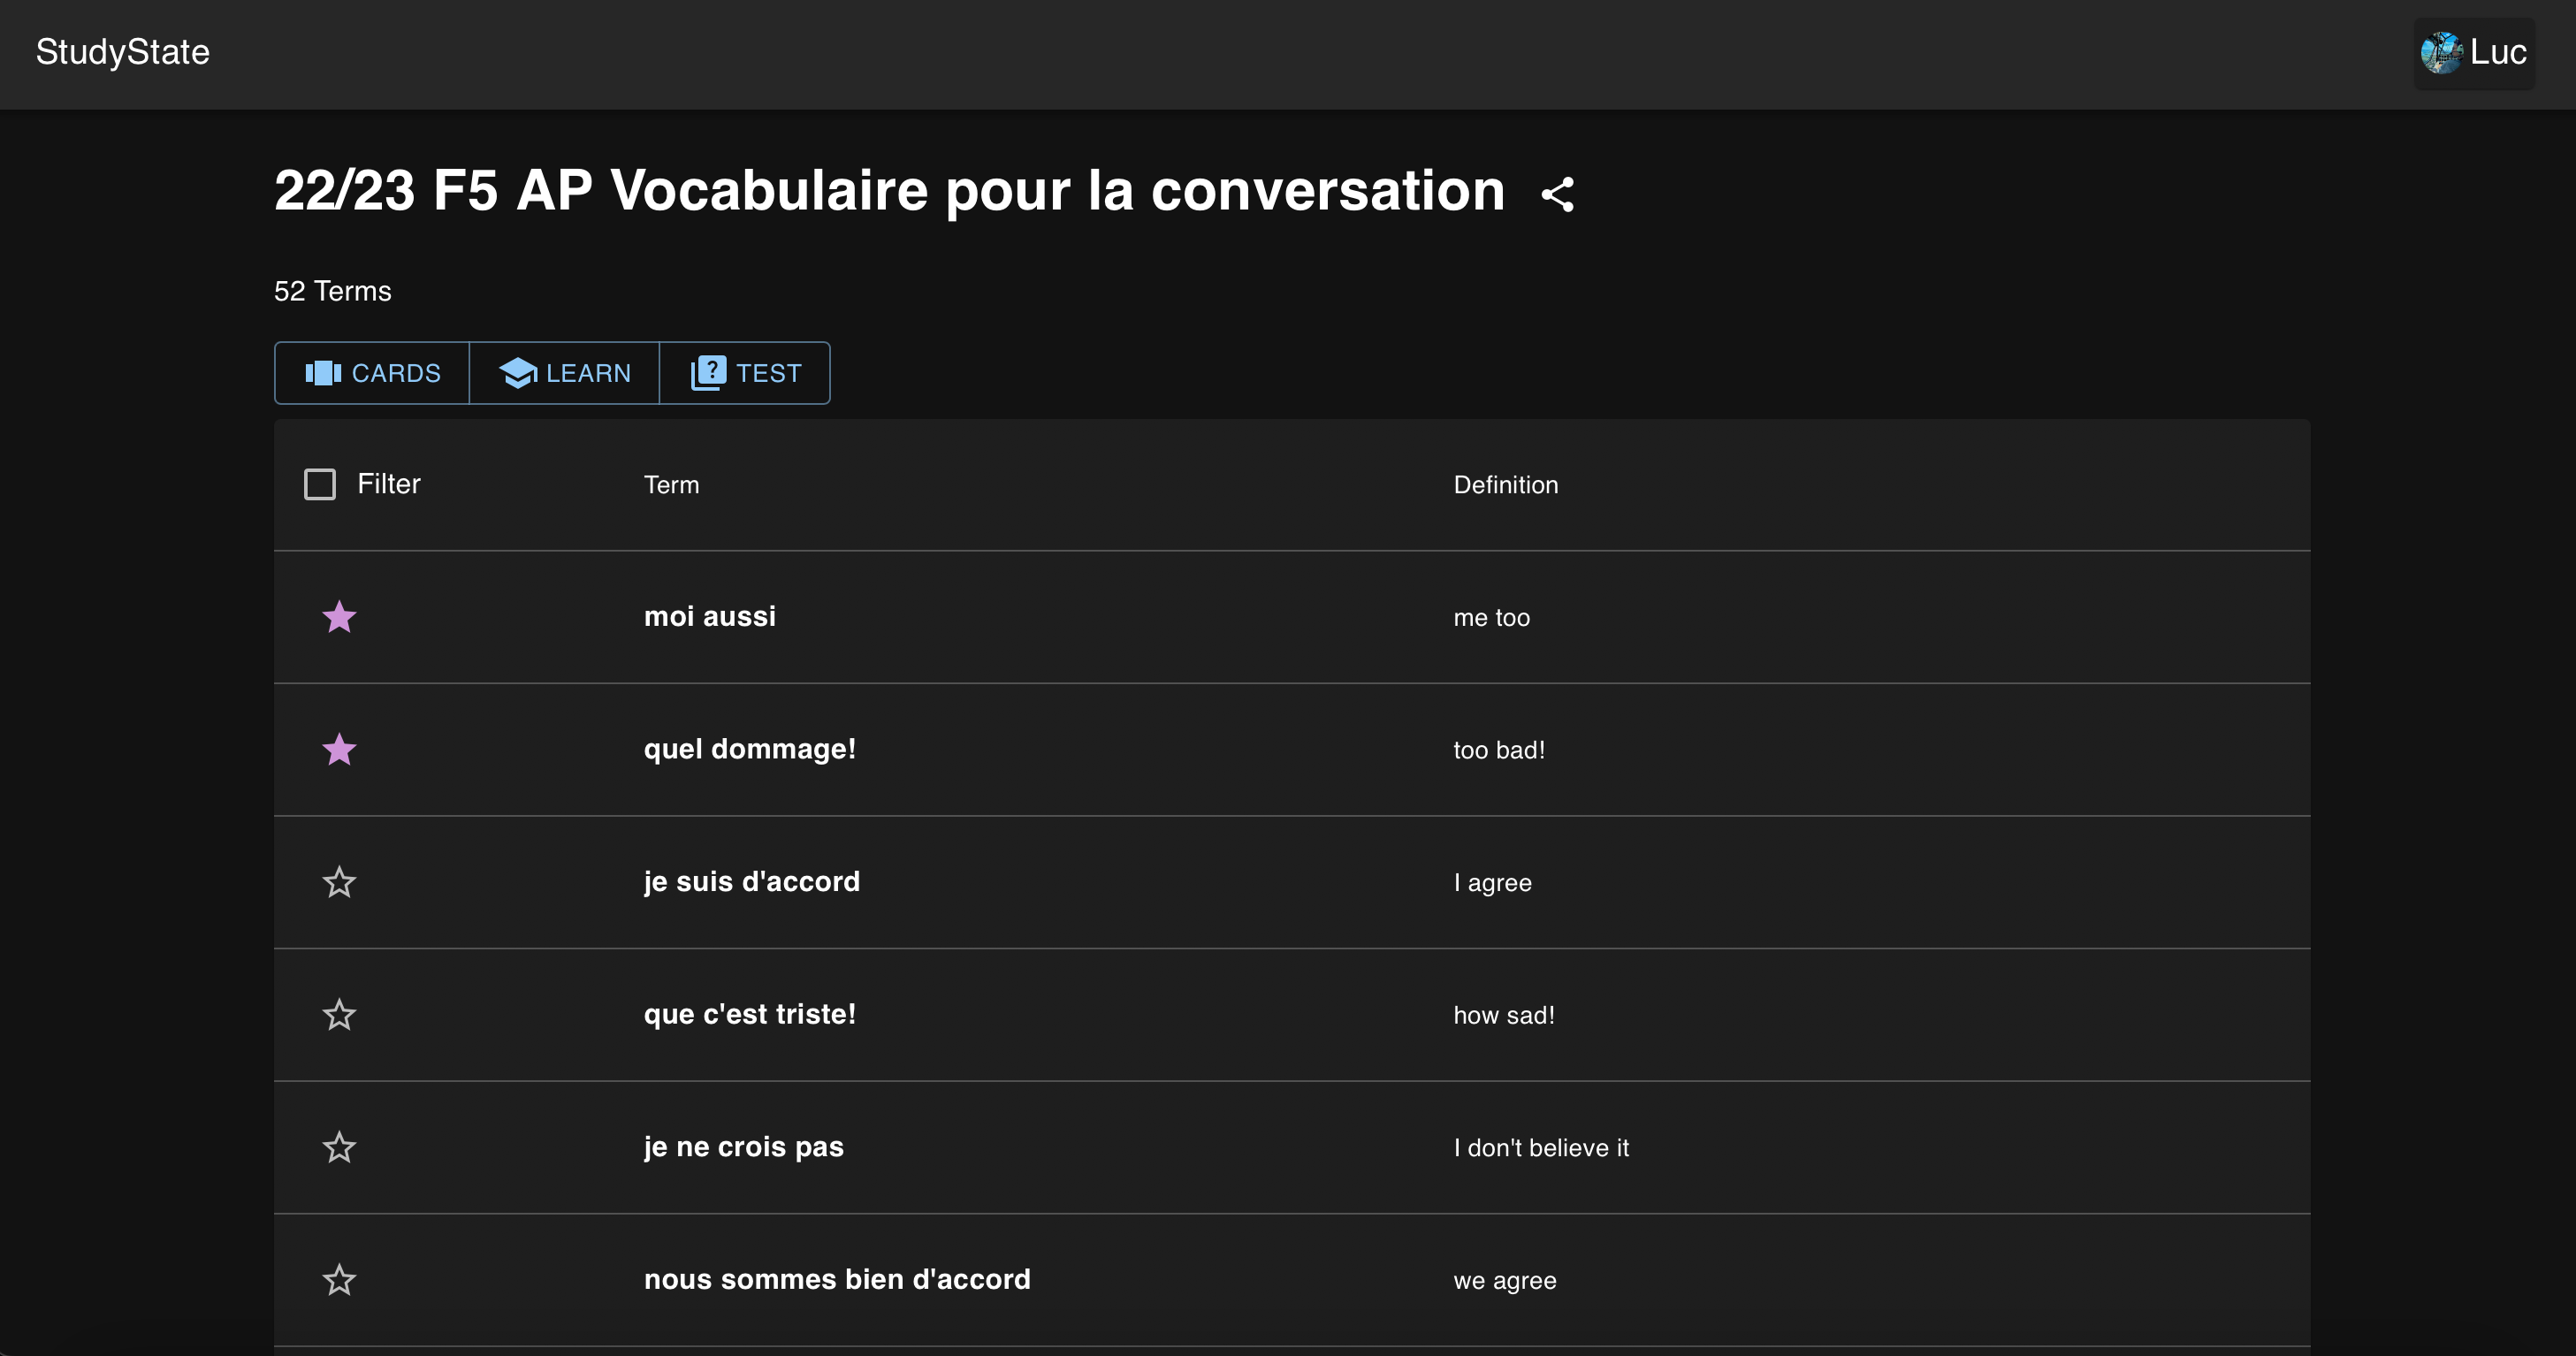 StudyState
Luc
22/23 F5 AP Vocabulaire pour la conversation
52 Terms
CARDS LEARN TEST
Filter Term Definition
moi aussi me too
quel dommage! too bad!
je suis d'accord I agree
que c'est triste! how sad!
je ne crois pas I don't believe it
nous sommes bien d'accord we agree